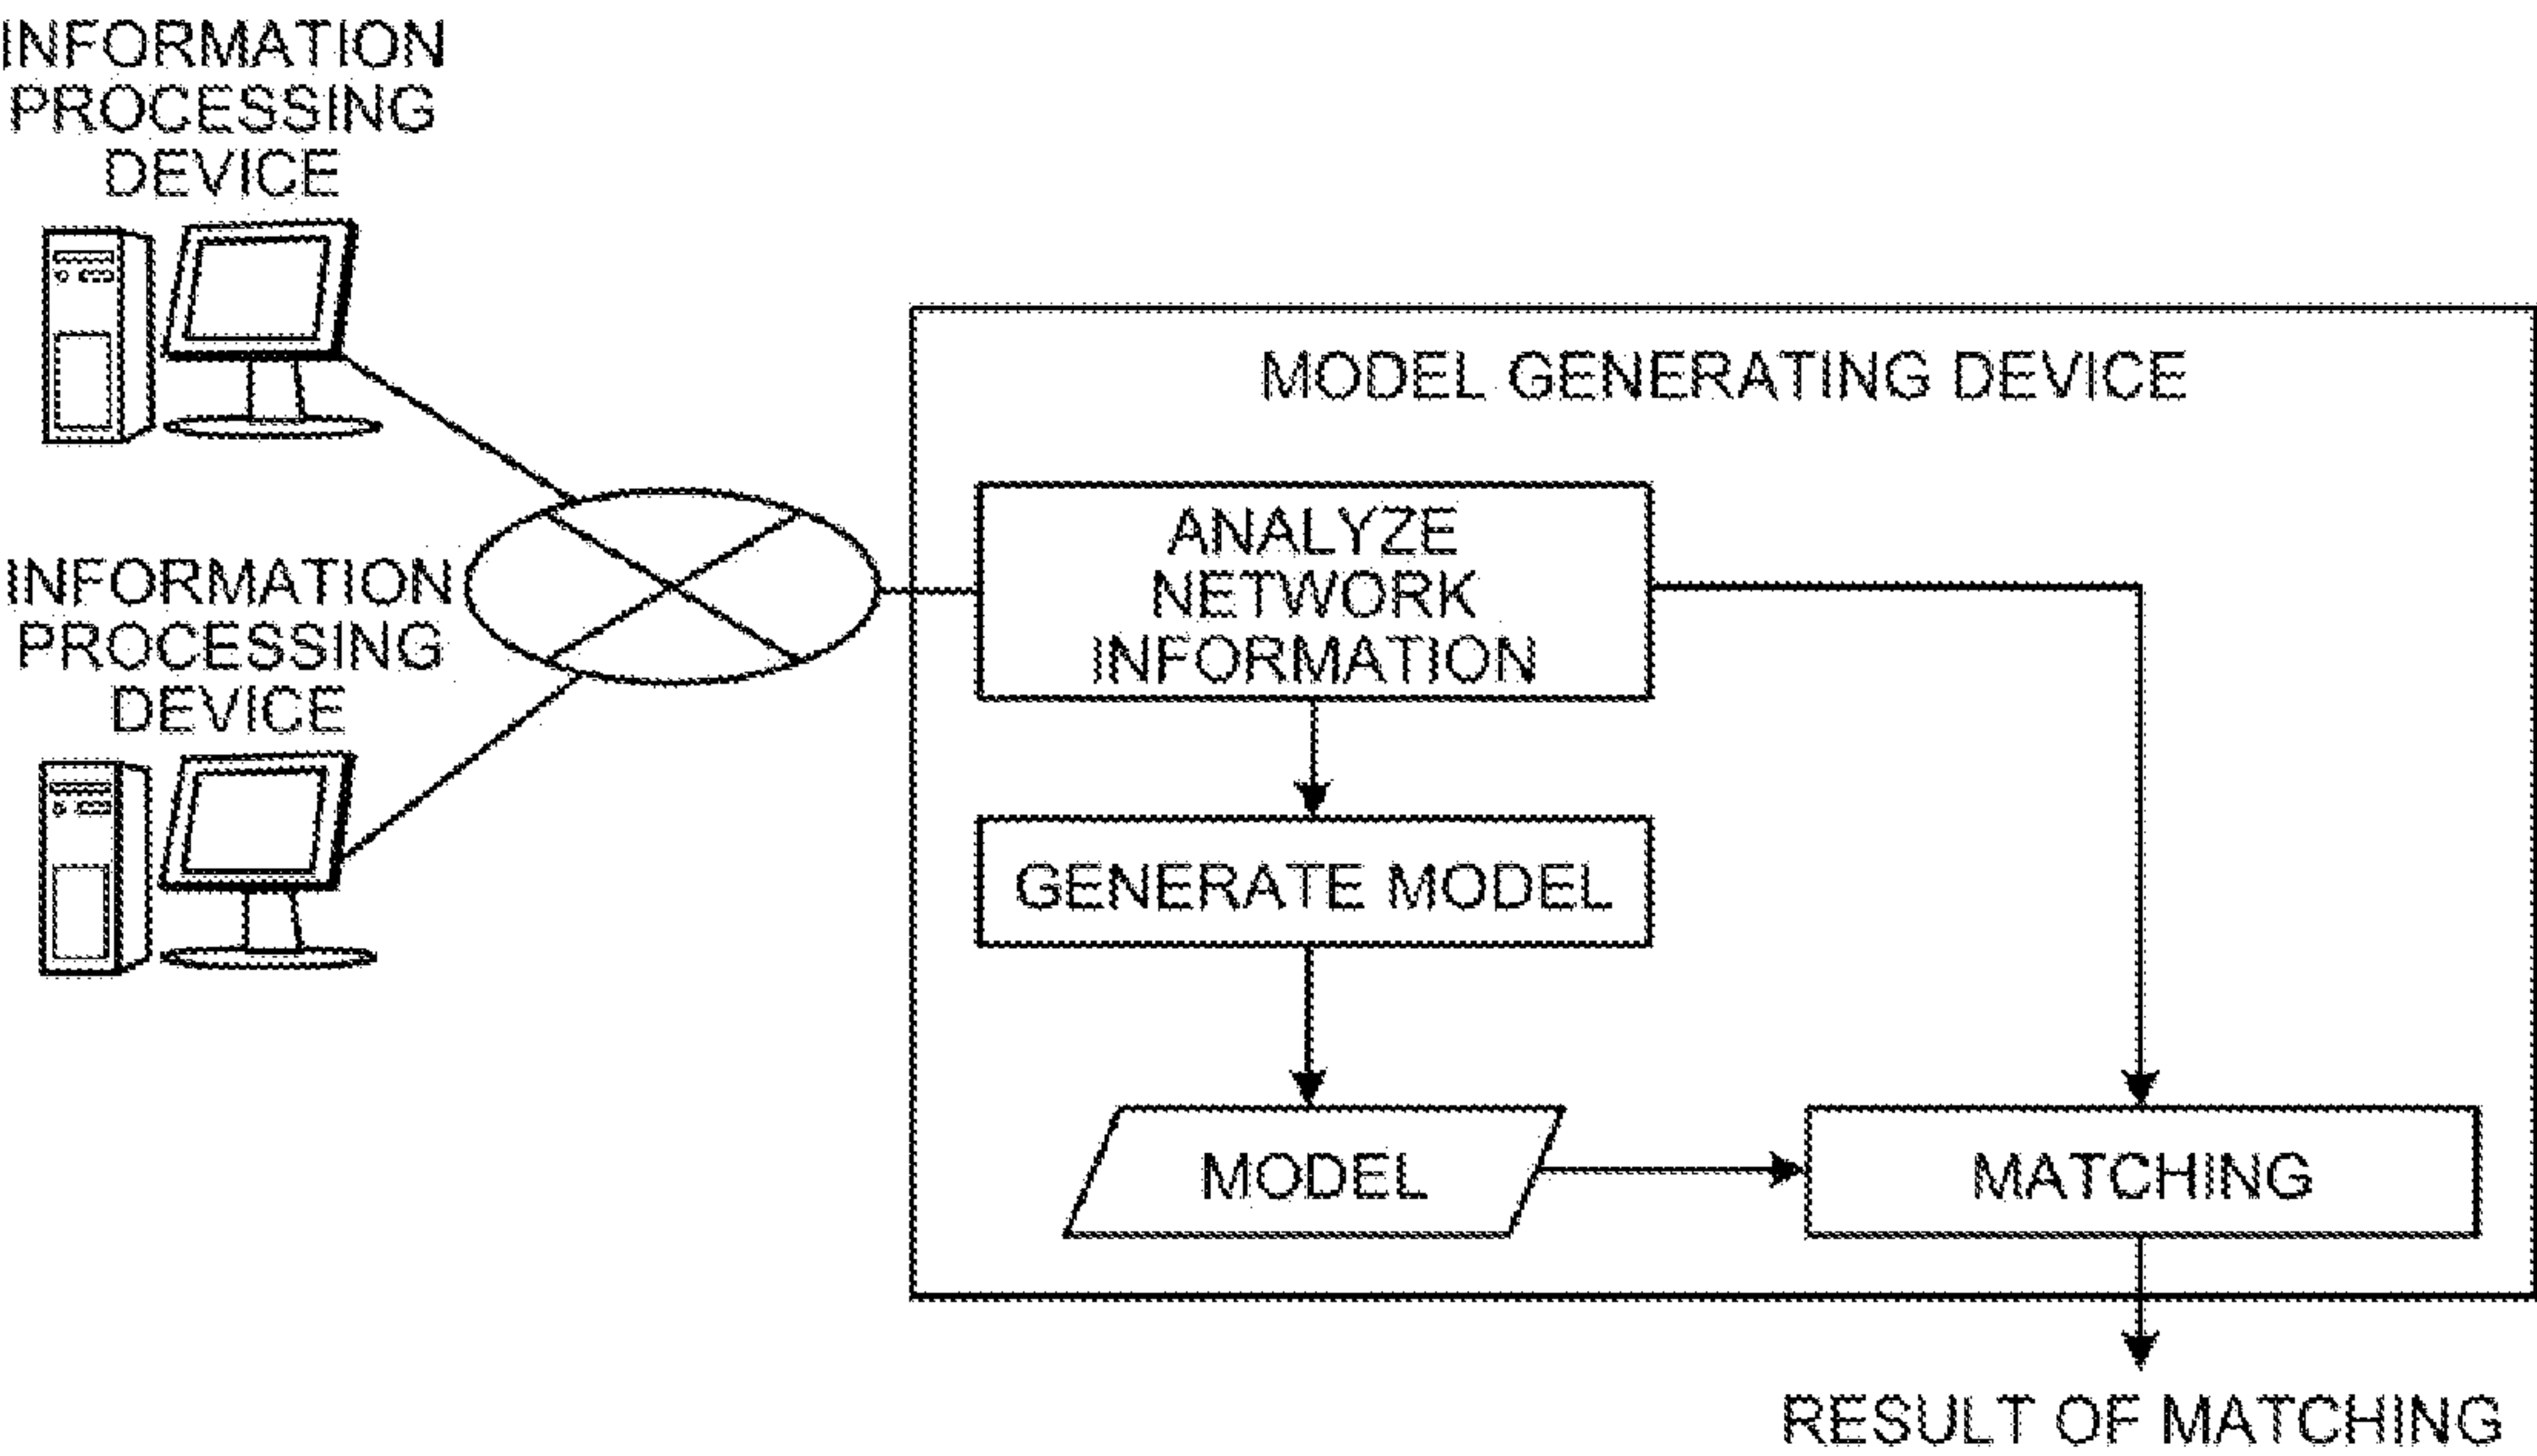 INFORMATION
PROCESSING
DEVICE
INFORMATION
PROCESSING
DEVICE
MODEL GENERATING DEVICE
ANALYZE
NETWORK
INFORMATION
GENERATE MODEL
MODEL
MATCHING
RESULT OF MATCHING